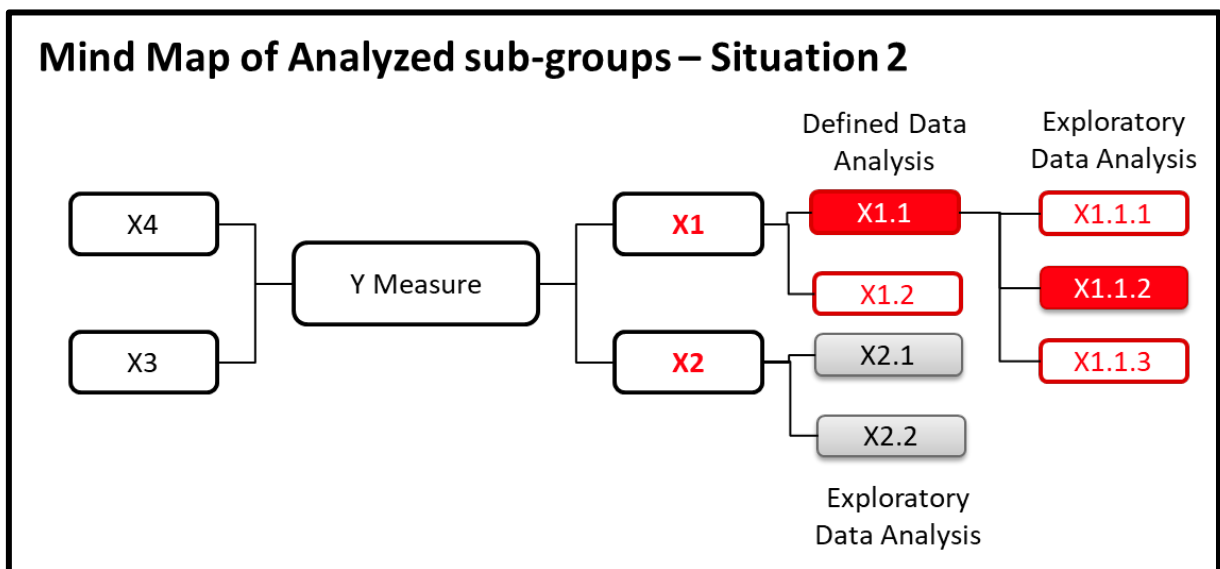 Mind Map of Analyzed sub-groups – Situation 2
Defined Data
Analysis
Exploratory
Data Analysis
X4
X1
X1.1
X1.1.1
Y Measure
X1.2
X1.1.2
X3
X2
X2.1
X1.1.3
X2.2
Exploratory
Data Analysis